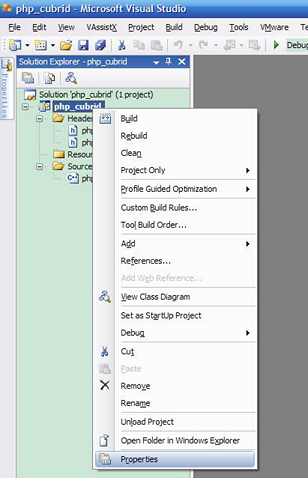 php_cubrid - Microsoft Visual Studio
File Edit View VAssistX Project Build Debug Tools VMware Te
Debug
Properties
Solution Explorer - php_cubrid
Solution 'php_cubrid' (1 project)
php_cubrid
Header
php
php
Resour
Source
php
Build
Rebuild
Clean
Project Only
Profile Guided Optimization
Custom Build Rules...
Tool Build Order...
Add
References...
Add Web Reference...
View Class Diagram
Set as StartUp Project
Debug
Cut
Paste
Remove
Rename
Unload Project
Open Folder in Windows Explorer
Properties